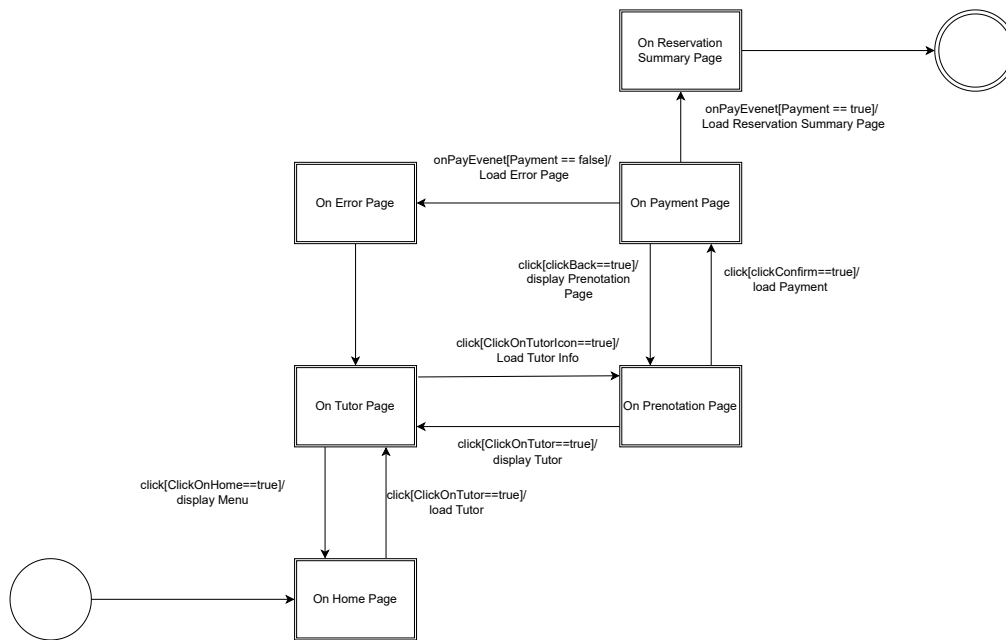 On Reservation
Summary Page
onPayEvenet[Payment == true]/
Load Reservation Summary Page
onPayEvenet[Payment == false]/
Load Error Page
On Error Page
On Payment Page
click[clickBack==true]/
display Prenotation
Page
click[clickConfirm==true]/
load Payment
click[ClickOnTutorIcon==true]/
Load Tutor Info
On Tutor Page
On Prenotation Page
click[ClickOnTutor==true]/
display Tutor
click[ClickOnHome==true]/
display Menu
click[ClickOnTutor==true]/
load Tutor
On Home Page